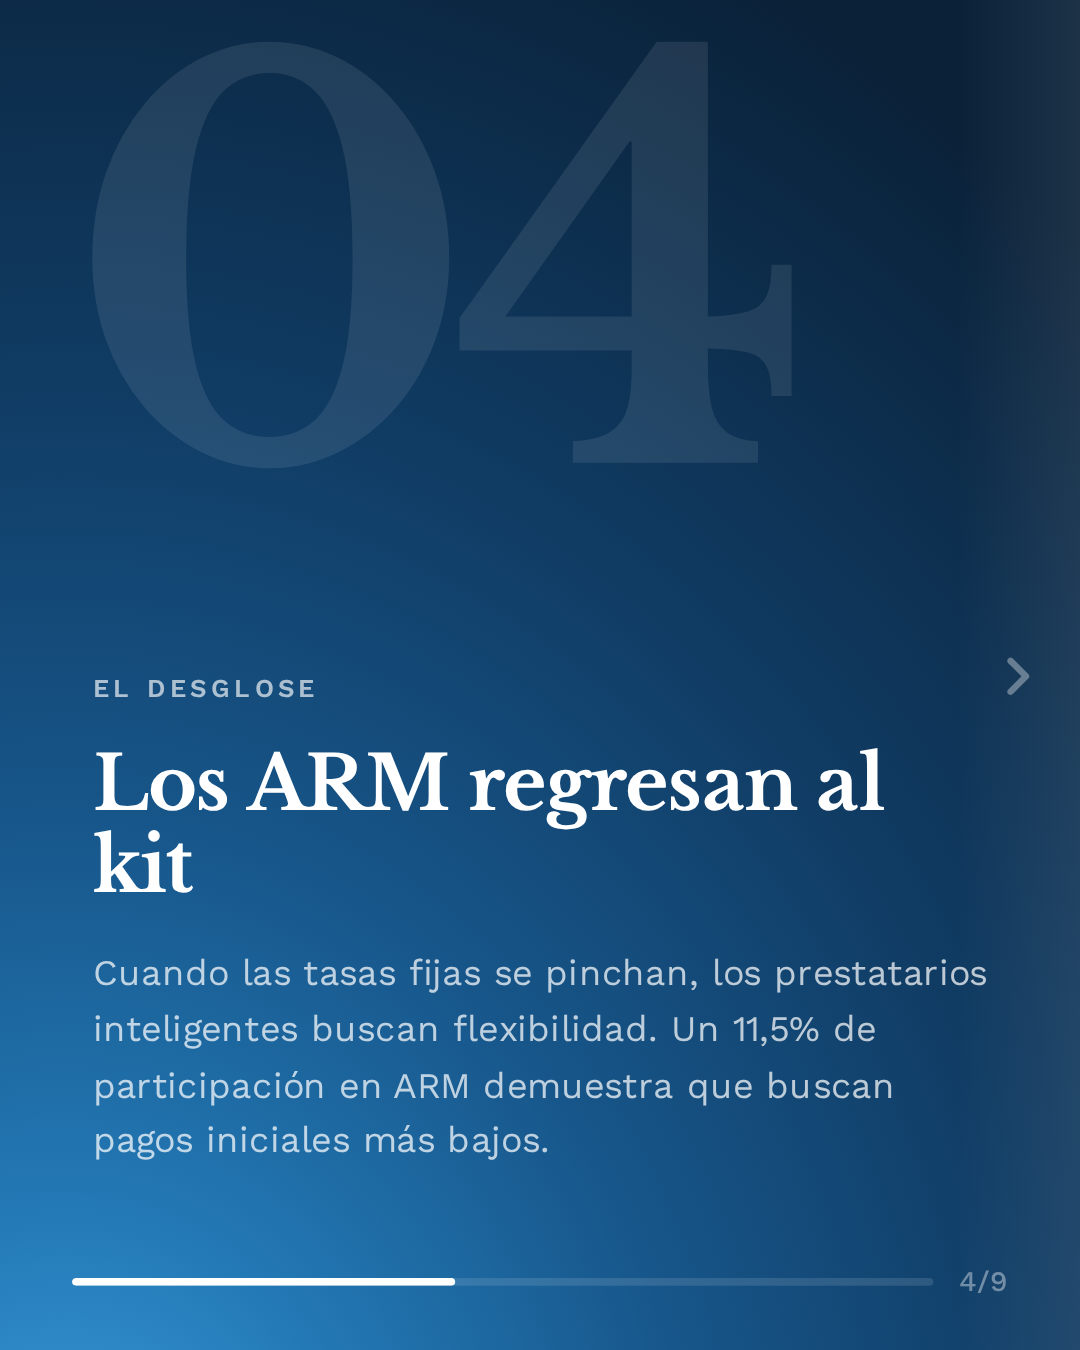 04
EL DESGLOSE
Los ARM regresan al
kit
Cuando las tasas fijas se pinchan, los prestatarios
inteligentes buscan flexibilidad. Un 11,5% de
participación en ARM demuestra que buscan
pagos iniciales más bajos.
4/9